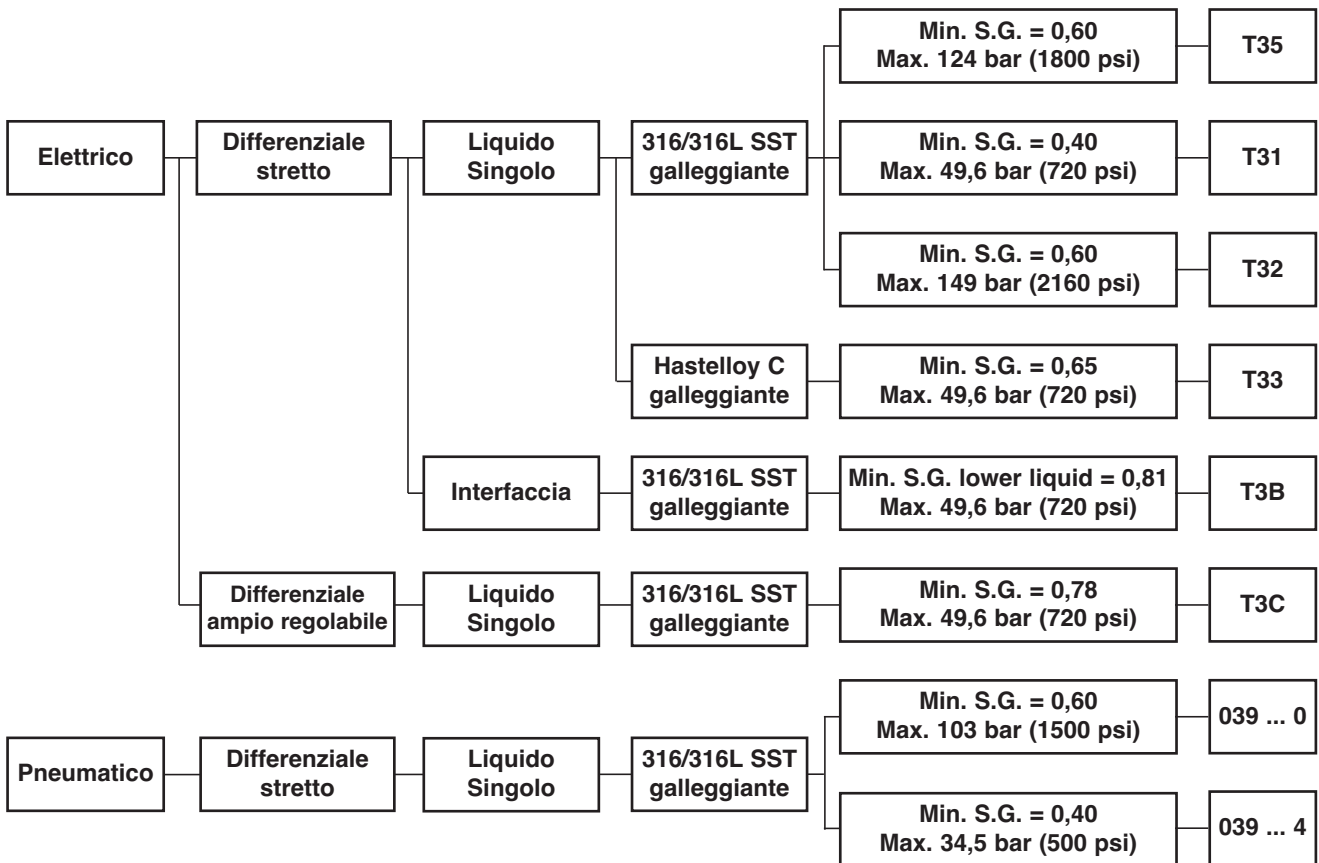 Min. S.G. = 0,60
Max. 124 bar (1800 psi)
T35
Elettrico
Differenziale
stretto
Liquido
Singolo
316/316L SST
galleggiante
Min. S.G. = 0,40
Max. 49,6 bar (720 psi)
T31
Min. S.G. = 0,60
Max. 149 bar (2160 psi)
T32
Hastelloy C
galleggiante
Min. S.G. = 0,65
Max. 49,6 bar (720 psi)
T33
Interfaccia
316/316L SST
galleggiante
Min. S.G. lower liquid = 0,81
Max. 49,6 bar (720 psi)
T3B
Differenziale
ampio regolabile
Liquido
Singolo
316/316L SST
galleggiante
Min. S.G. = 0,78
Max. 49,6 bar (720 psi)
T3C
Pneumatico
Differenziale
stretto
Liquido
Singolo
316/316L SST
galleggiante
Min. S.G. = 0,60
Max. 103 bar (1500 psi)
039 ... 0
Min. S.G. = 0,40
Max. 34,5 bar (500 psi)
039 ... 4